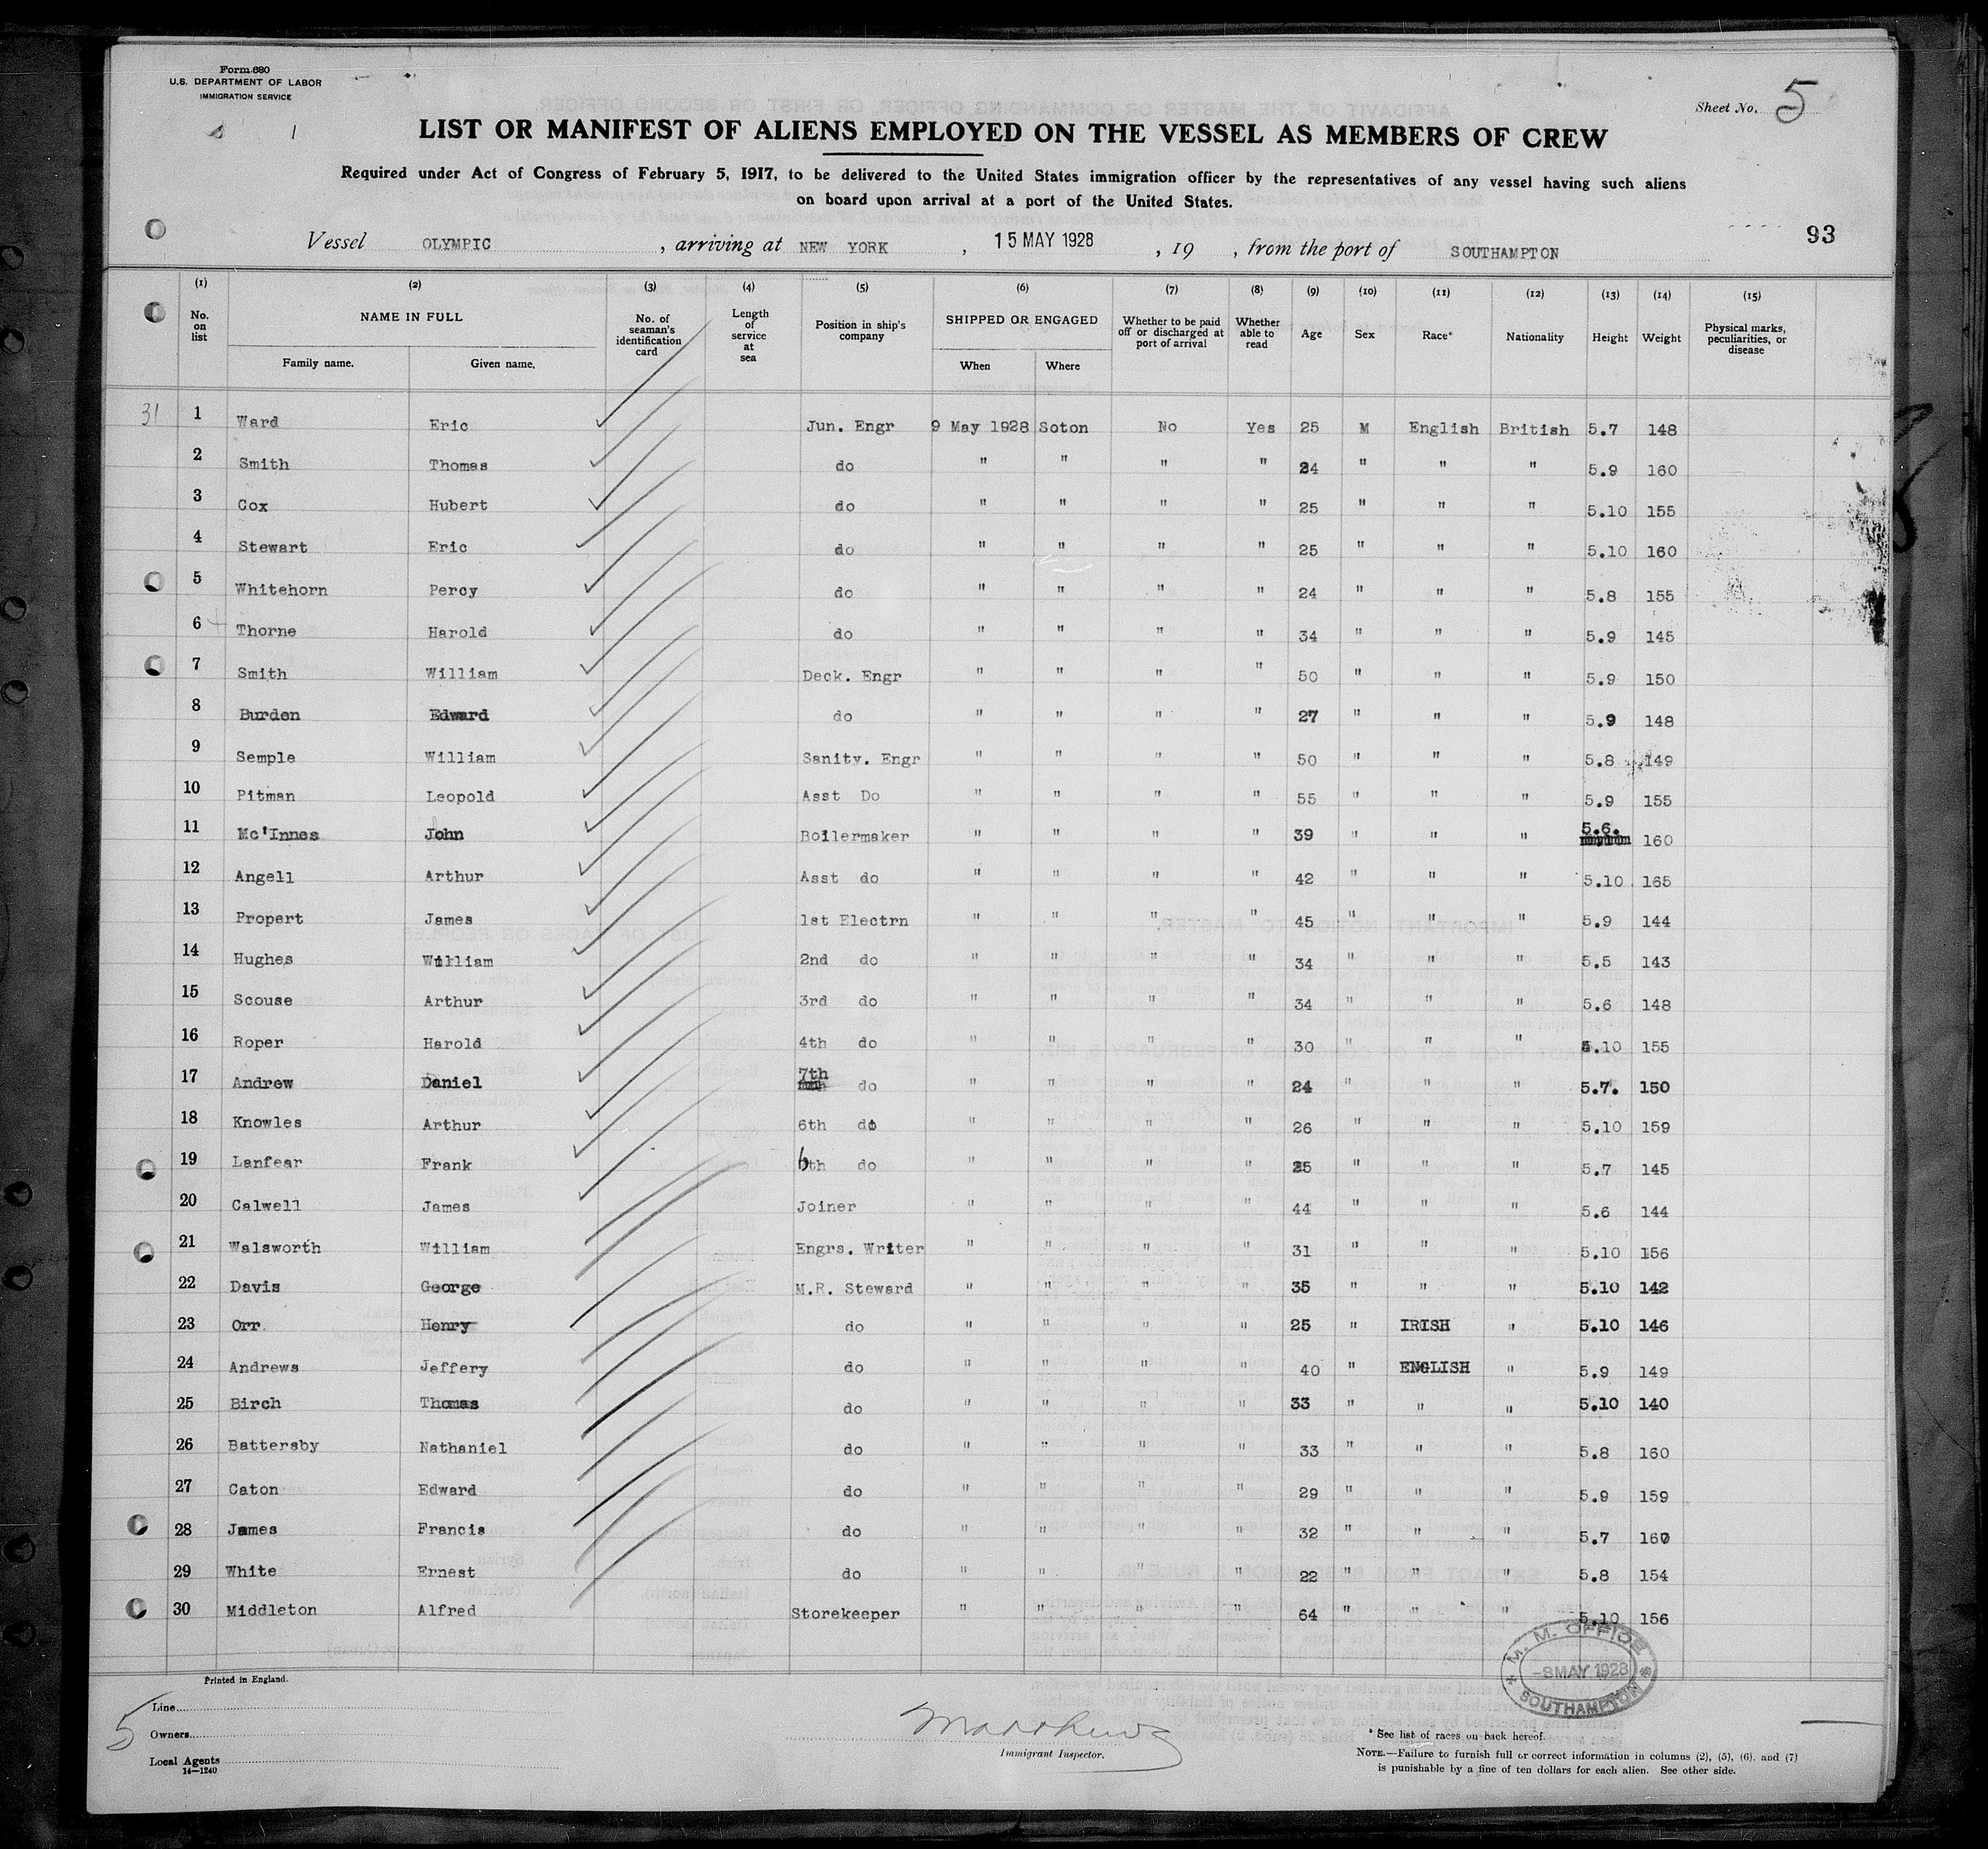 Form 680
U.S. DEPARTMENT OF LABOR
IMMIGRATION SERVICE
Sheet No. 5
LIST OR MANIFEST OF ALIENS EMPLOYED ON THE VESSEL AS MEMBERS OF CREW
Required under Act of Congress of February 5, 1917, to be delivered to the United States immigration officer by the representatives of any vessel having such aliens
on board upon arrival at a port of the United States.
93
Vessel OLYMPIC, arriving at NEW YORK, 15 MAY 1928, 19 , from the port of SOUTHAMPTON
(1) (2) (3) (4) (5) (6) (7) (8) (9) (10) (11) (12) (13) (14) (15)
No. on list NAME IN FULL No. of seaman's identification card Length of service at sea Position in ship's company SHIPPED OR ENGAGED Whether to be paid off or discharged at port of arrival Whether able to read Age Sex Race* Nationality Height Weight Physical marks, peculiarities, or disease
Family name. Given name. When Where
31 1 Ward Eric Jun. Engr 9 May 1928 Soton No Yes 25 M English British 5.7 148
2 Smith Thomas do " " " " 24 " " " 5.9 160
3 Cox Hubert do " " " " 25 " " " 5.10 155
4 Stewart Eric do " " " " 25 " " " 5.10 160
5 Whitehorn Percy do " " " " 24 " " " 5.8 155
6 Thorne Harold do " " " " 34 " " " 5.9 145
7 Smith William Deck. Engr " " " " 50 " " " 5.9 150
8 Burden Edward do " " " " 27 " " " 5.9 148
9 Semple William Sanity. Engr " " " " 50 " " " 5.8 149
10 Pitman Leopold Asst Do " " " " 55 " " " 5.9 155
11 Mc'Innes John Boilermaker " " " " 39 " " " 5.6. 160
12 Angell Arthur Asst do " " " " 42 " " " 5.10 165
13 Propert James 1st Electrn " " " " 45 " " " 5.9 144
14 Hughes William 2nd do " " " " 34 " " " 5.5 143
15 Scouse Arthur 3rd do " " " " 34 " " " 5.6 148
16 Roper Harold 4th do " " " " 30 " " " 5.10 155
17 Andrew Daniel 7th do " " " " 24 " " " 5.7. 150
18 Knowles Arthur 6th do " " " " 26 " " " 5.10 159
19 Lanfear Frank 6th do " " " " 25 " " " 5.7 145
20 Calwell James Joiner " " " " 44 " " " 5.6 144
21 Walsworth William Engrs. Writer " " " " 31 " " " 5.10 156
22 Davis George M.R. Steward " " " " 35 " " " 5.10 142
23 Orr Henry do " " " " 25 " IRISH " 5.10 146
24 Andrews Jeffery do " " " " 40 " ENGLISH " 5.9 149
25 Birch Thomas do " " " " 33 " " " 5.10 140
26 Battersby Nathaniel do " " " " 33 " " " 5.8 160
27 Caton Edward do " " " " 29 " " " 5.9 159
28 James Francis do " " " " 32 " " " 5.7 160
29 White Ernest do " " " " 22 " " " 5.8 154
30 Middleton Alfred Storekeeper " " " " 64 " " " 5.10 156
M. M. OFFICE
-8 MAY 1928
SOUTHAMPTON
Printed in England.
5
Line
Owners
Local Agents
14—1240
Immigrant Inspector.
* See list of races on back hereof.
NOTE.—Failure to furnish full or correct information in columns (2), (5), (6), and (7)
is punishable by a fine of ten dollars for each alien. See other side.